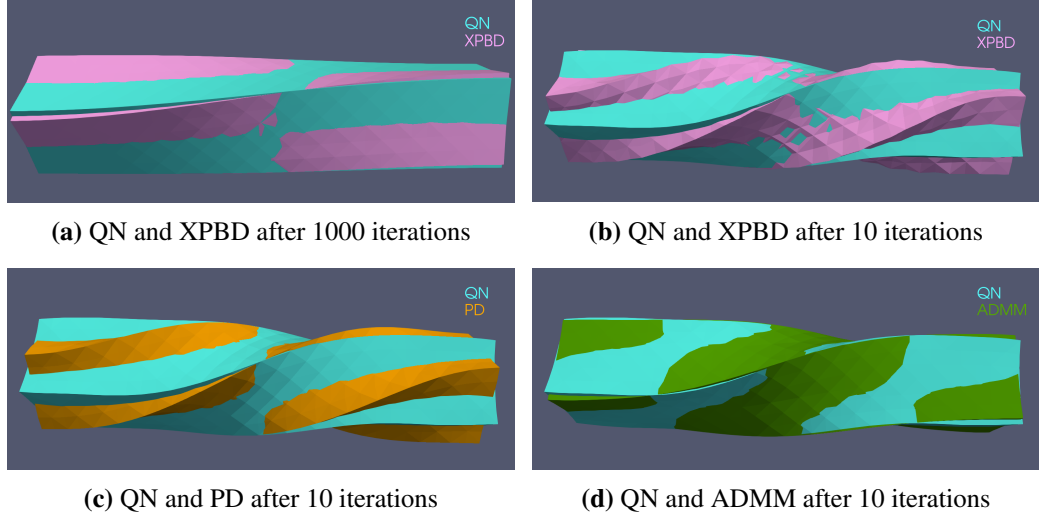 QN
XPBD
QN
XPBD
(a) QN and XPBD after 1000 iterations
(b) QN and XPBD after 10 iterations
QN
PD
QN
ADMM
(c) QN and PD after 10 iterations
(d) QN and ADMM after 10 iterations